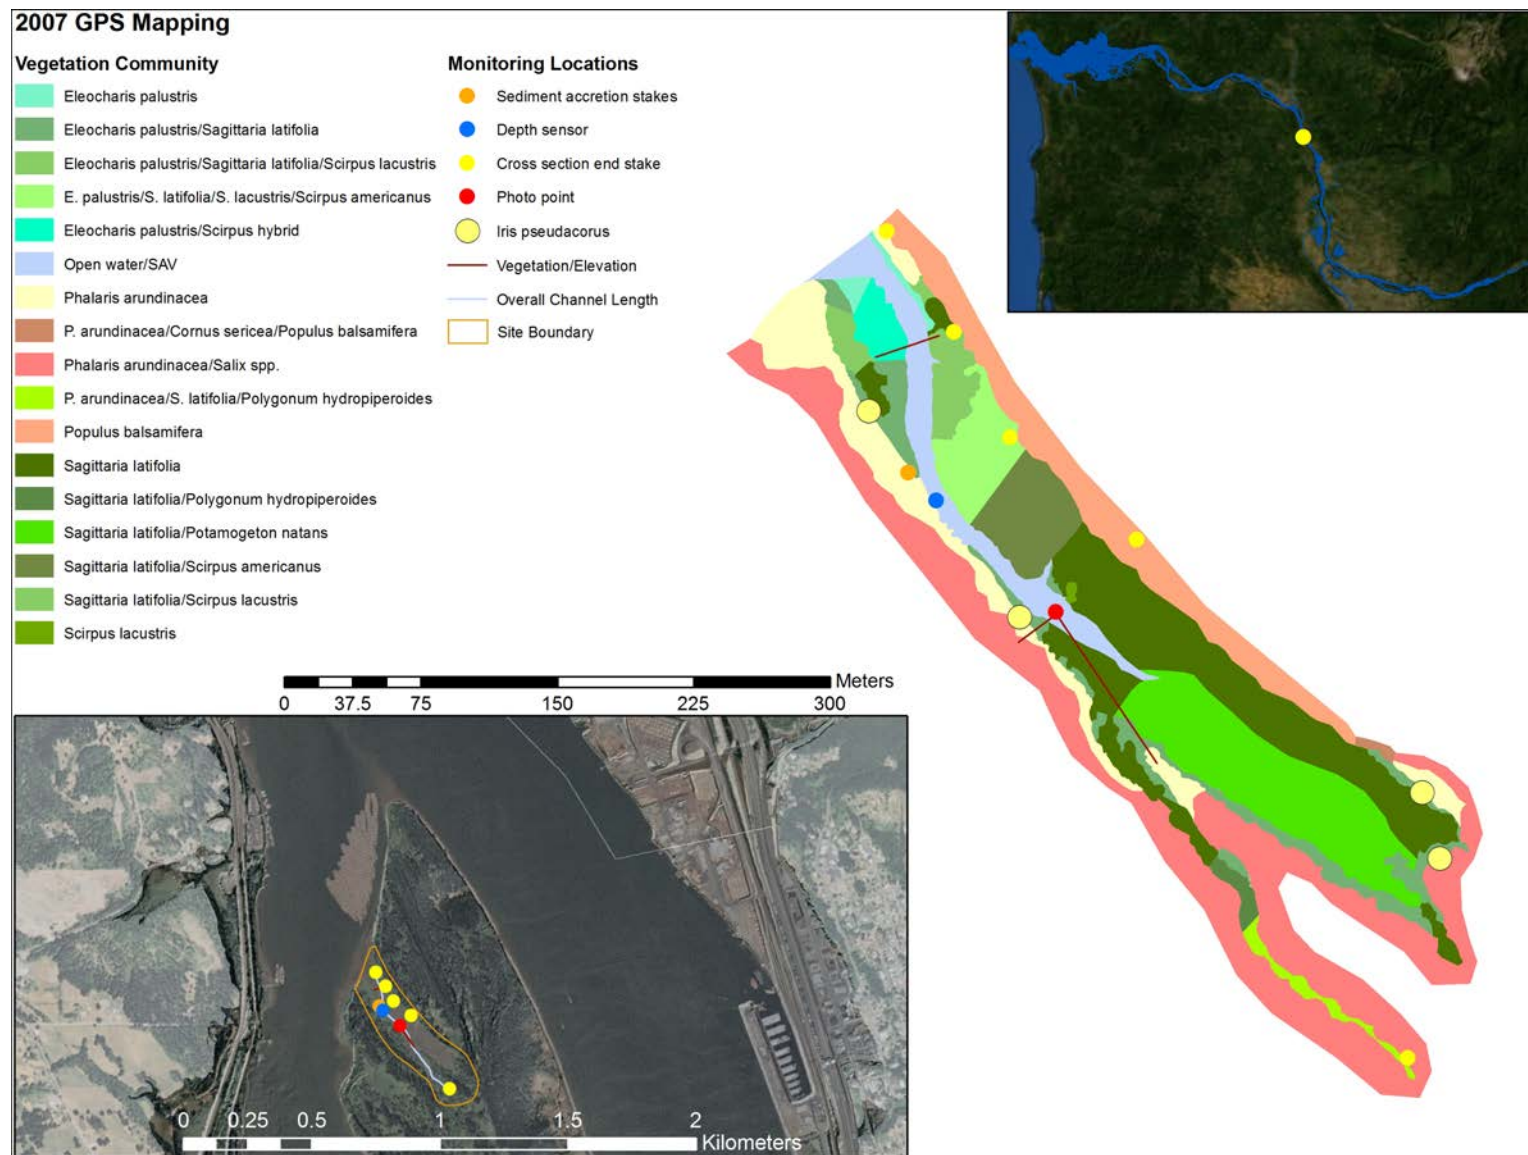 2007 GPS Mapping
Vegetation Community
Eleocharis palustris
Eleocharis palustris/Sagittaria latifolia
Eleocharis palustris/Sagittaria latifolia/Scirpus lacustris
E. palustris/S. latifolia/S. lacustris/Scirpus americanus
Eleocharis palustris/Scirpus hybrid
Open water/SAV
Phalaris arundinacea
P. arundinacea/Cornus sericea/Populus balsamifera
Phalaris arundinacea/Salix spp.
P. arundinacea/S. latifolia/Polygonum hydropiperoides
Populus balsamifera
Sagittaria latifolia
Sagittaria latifolia/Polygonum hydropiperoides
Sagittaria latifolia/Potamogeton natans
Sagittaria latifolia/Scirpus americanus
Sagittaria latifolia/Scirpus lacustris
Scirpus lacustris
Monitoring Locations
Sediment accretion stakes
Depth sensor
Cross section end stake
Photo point
Iris pseudacorus
Vegetation/Elevation
Overall Channel Length
Site Boundary
Meters
0 37.5 75 150 225 300
0 0.25 0.5 1 1.5 2
Kilometers